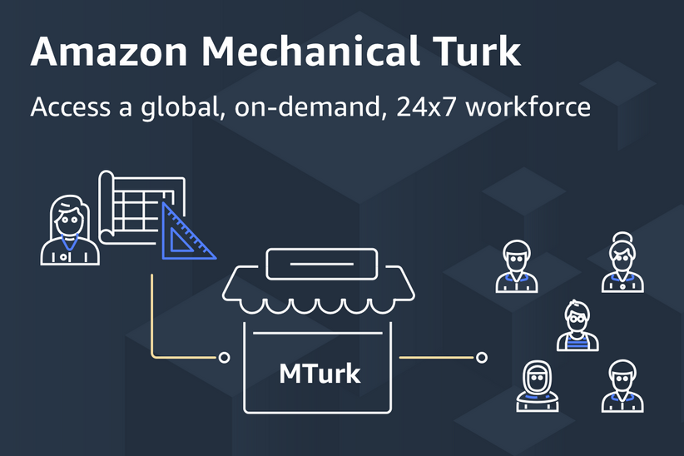 Amazon Mechanical Turk
Access a global, on-demand, 24x7 workforce
MTurk